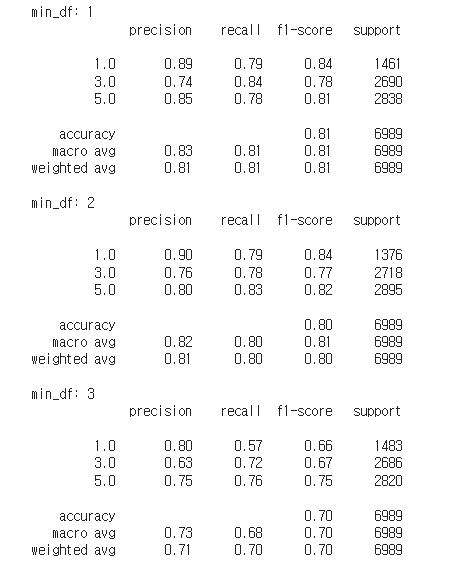 min_df: 1
precision recall f1-score support
1.0 0.89 0.79 0.84 1461
3.0 0.74 0.84 0.78 2690
5.0 0.85 0.78 0.81 2838
accuracy 0.81 6989
macro avg 0.83 0.81 0.81 6989
weighted avg 0.81 0.81 0.81 6989
min_df: 2
precision recall f1-score support
1.0 0.90 0.79 0.84 1376
3.0 0.76 0.78 0.77 2718
5.0 0.80 0.83 0.82 2895
accuracy 0.80 6989
macro avg 0.82 0.80 0.81 6989
weighted avg 0.81 0.80 0.80 6989
min_df: 3
precision recall f1-score support
1.0 0.80 0.57 0.66 1483
3.0 0.63 0.72 0.67 2686
5.0 0.75 0.76 0.75 2820
accuracy 0.70 6989
macro avg 0.73 0.68 0.70 6989
weighted avg 0.71 0.70 0.70 6989